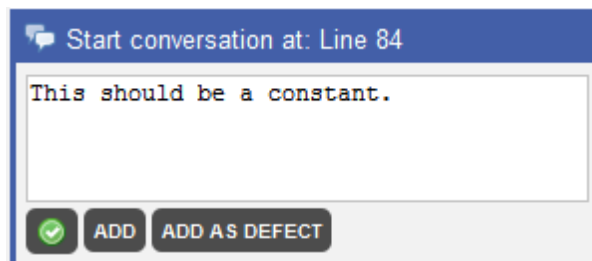 Start conversation at: Line 84
This should be a constant.
ADD ADD AS DEFECT